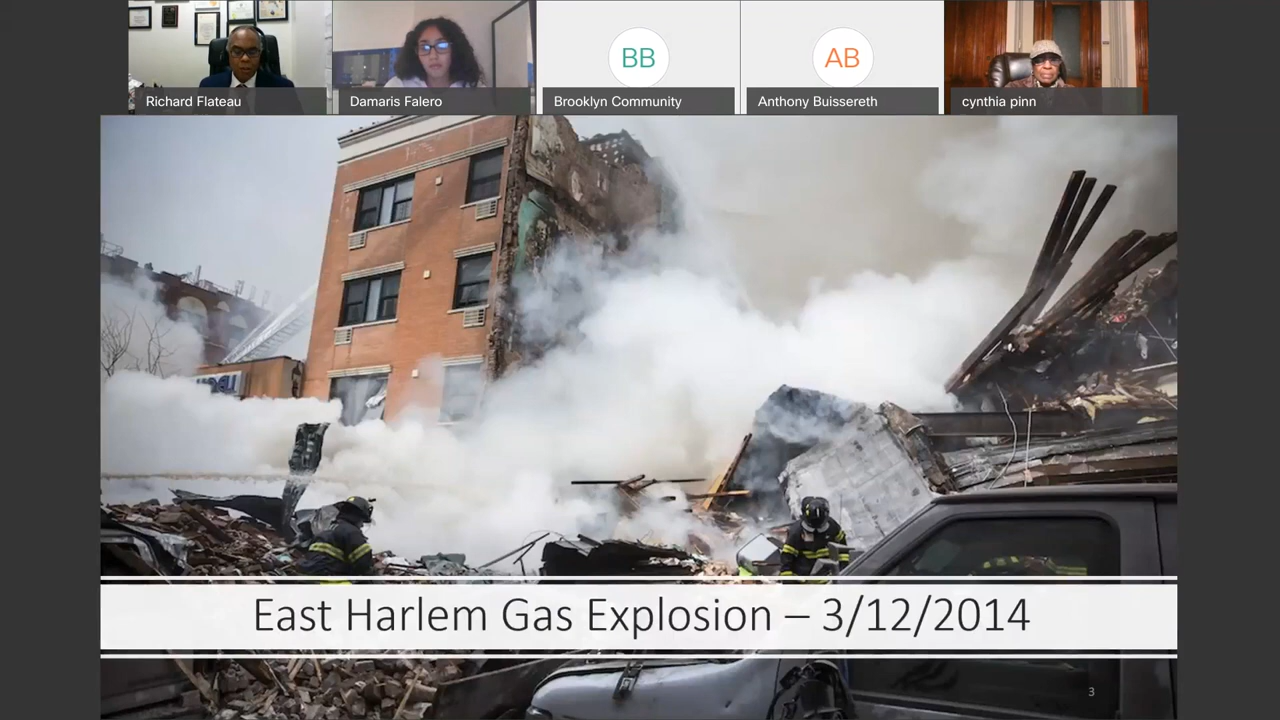 BB
AB
Richard Flateau
Damaris Falero
Brooklyn Community
Anthony Buissereth
cynthia pinn
East Harlem Gas Explosion – 3/12/2014
3